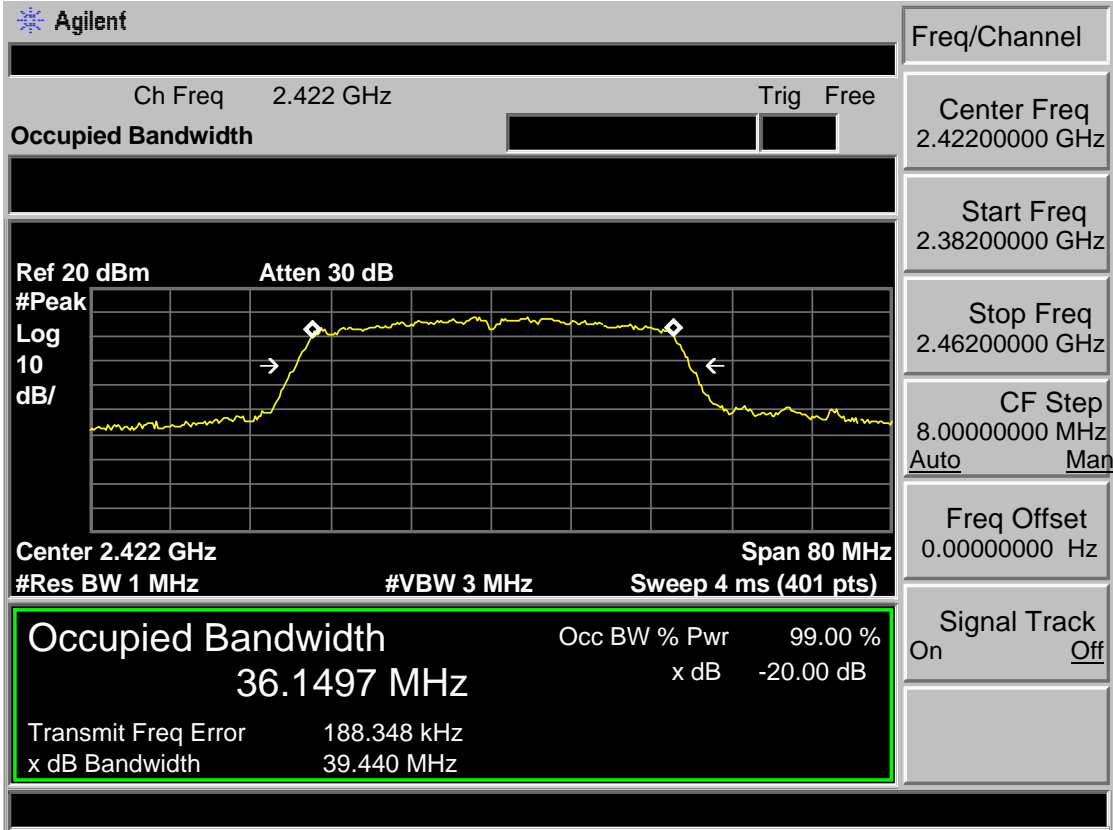 Agilent
Freq/Channel
Ch Freq 2.422 GHz Trig Free
Occupied Bandwidth
Center Freq
2.42200000 GHz
Start Freq
2.38200000 GHz
Stop Freq
2.46200000 GHz
CF Step
8.00000000 MHz
Auto Man
Freq Offset
0.00000000 Hz
Signal Track
On Off
Ref 20 dBm Atten 30 dB
#Peak
Log
10
dB/
Center 2.422 GHz Span 80 MHz
#Res BW 1 MHz #VBW 3 MHz Sweep 4 ms (401 pts)
Occupied Bandwidth Occ BW % Pwr 99.00 %
36.1497 MHz x dB -20.00 dB
Transmit Freq Error 188.348 kHz
x dB Bandwidth 39.440 MHz